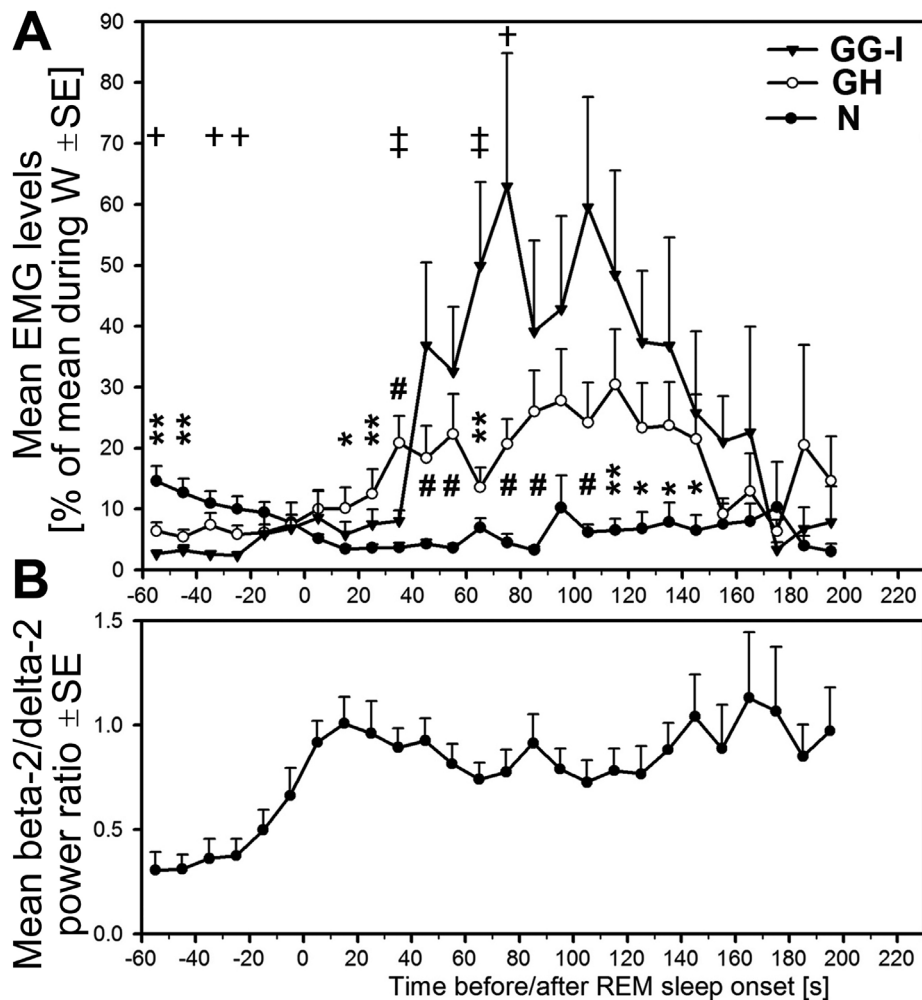 A
Mean EMG levels
[% of mean during W ±SE]
90
80
70
60
50
40
30
20
10
0
GG-I
GH
N
†
† † † ‡ ‡
#
** ** * ** **
# # # # # ** * * *
-60 -40 -20 0 20 40 60 80 100 120 140 160 180 200 220
B
Mean beta-2/delta-2
power ratio ±SE
1.5
1.0
0.5
0.0
-60 -40 -20 0 20 40 60 80 100 120 140 160 180 200 220
Time before/after REM sleep onset [s]